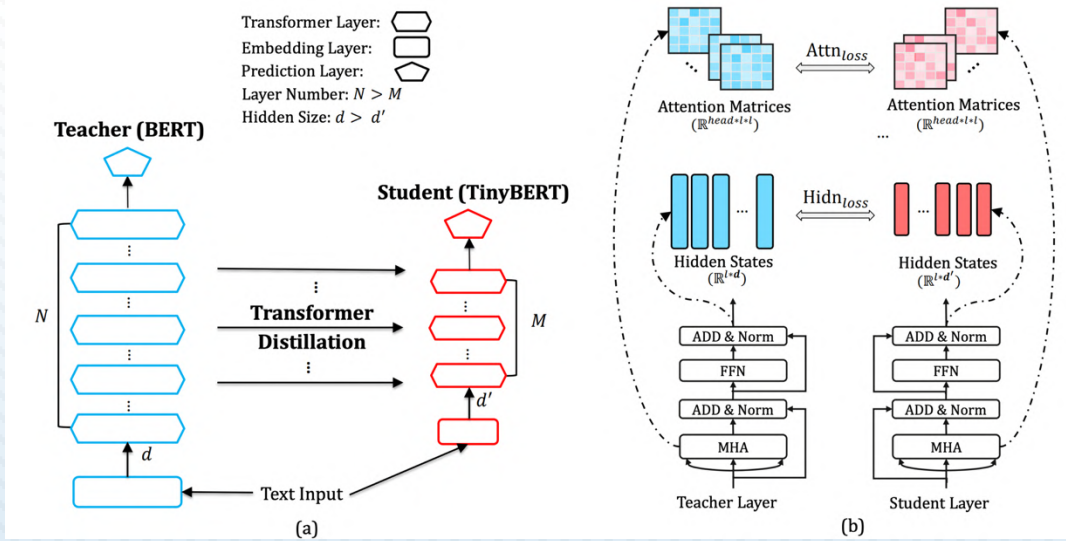 Transformer Layer:
Embedding Layer:
Prediction Layer:
Layer Number: N > M
Hidden Size: d > d′
Teacher (BERT)
Student (TinyBERT)
N
Transformer
Distillation
M
d
d′
Text Input
(a)
Attn_loss
Attention Matrices
(ℝ^{head*l*l})
Attention Matrices
(ℝ^{head*l*l})
...
Hidn_loss
Hidden States
(ℝ^{l*d})
Hidden States
(ℝ^{l*d′})
ADD & Norm
FFN
ADD & Norm
MHA
Teacher Layer
ADD & Norm
FFN
ADD & Norm
MHA
Student Layer
(b)